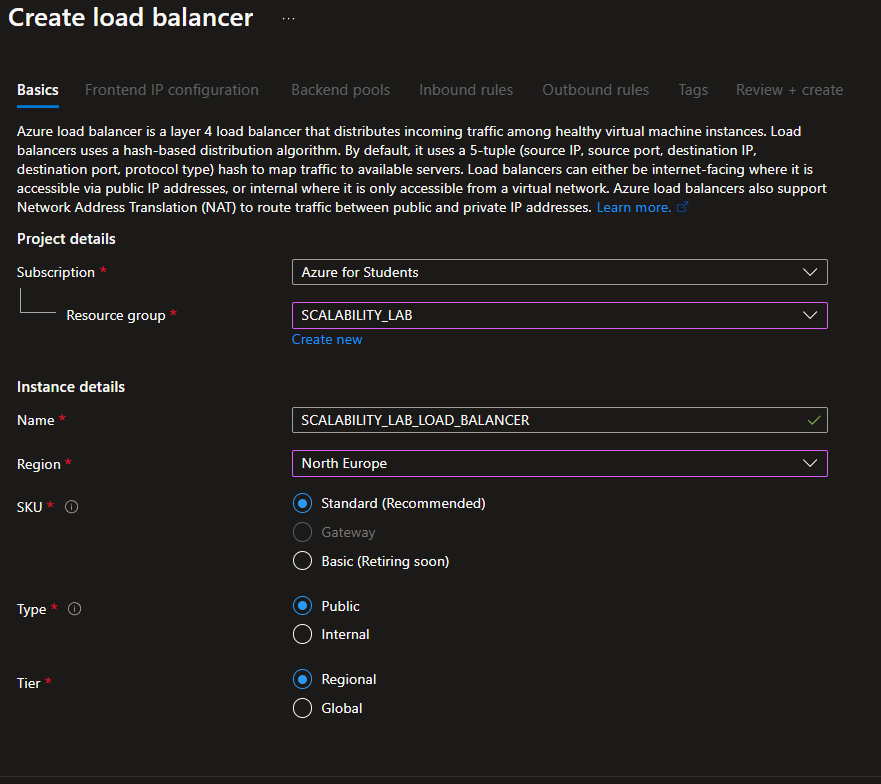 Create load balancer ...
Basics Frontend IP configuration Backend pools Inbound rules Outbound rules Tags Review + create
Azure load balancer is a layer 4 load balancer that distributes incoming traffic among healthy virtual machine instances. Load
balancers uses a hash-based distribution algorithm. By default, it uses a 5-tuple (source IP, source port, destination IP,
destination port, protocol type) hash to map traffic to available servers. Load balancers can either be internet-facing where it is
accessible via public IP addresses, or internal where it is only accessible from a virtual network. Azure load balancers also support
Network Address Translation (NAT) to route traffic between public and private IP addresses. Learn more.
Project details
Subscription * Azure for Students
Resource group * SCALABILITY_LAB
Create new
Instance details
Name * SCALABILITY_LAB_LOAD_BALANCER
Region * North Europe
SKU * Standard (Recommended)
Gateway
Basic (Retiring soon)
Type * Public
Internal
Tier * Regional
Global